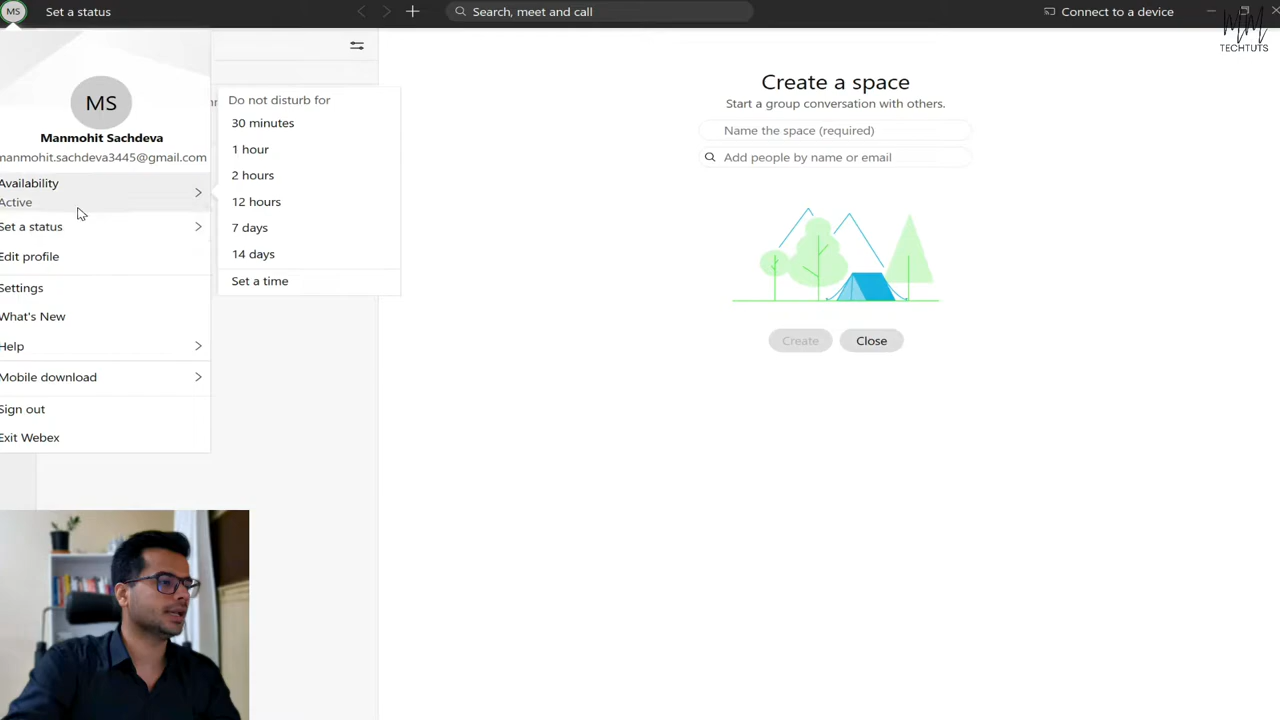 MS
Set a status
Search, meet and call
Connect to a device
MM
TECHTUTS
MS
Manmohit Sachdeva
manmohit.sachdeva3445@gmail.com
Availability
Active
Set a status
Edit profile
Settings
What's New
Help
Mobile download
Sign out
Exit Webex
Do not disturb for
30 minutes
1 hour
2 hours
12 hours
7 days
14 days
Set a time
Create a space
Start a group conversation with others.
Name the space (required)
Add people by name or email
Create
Close